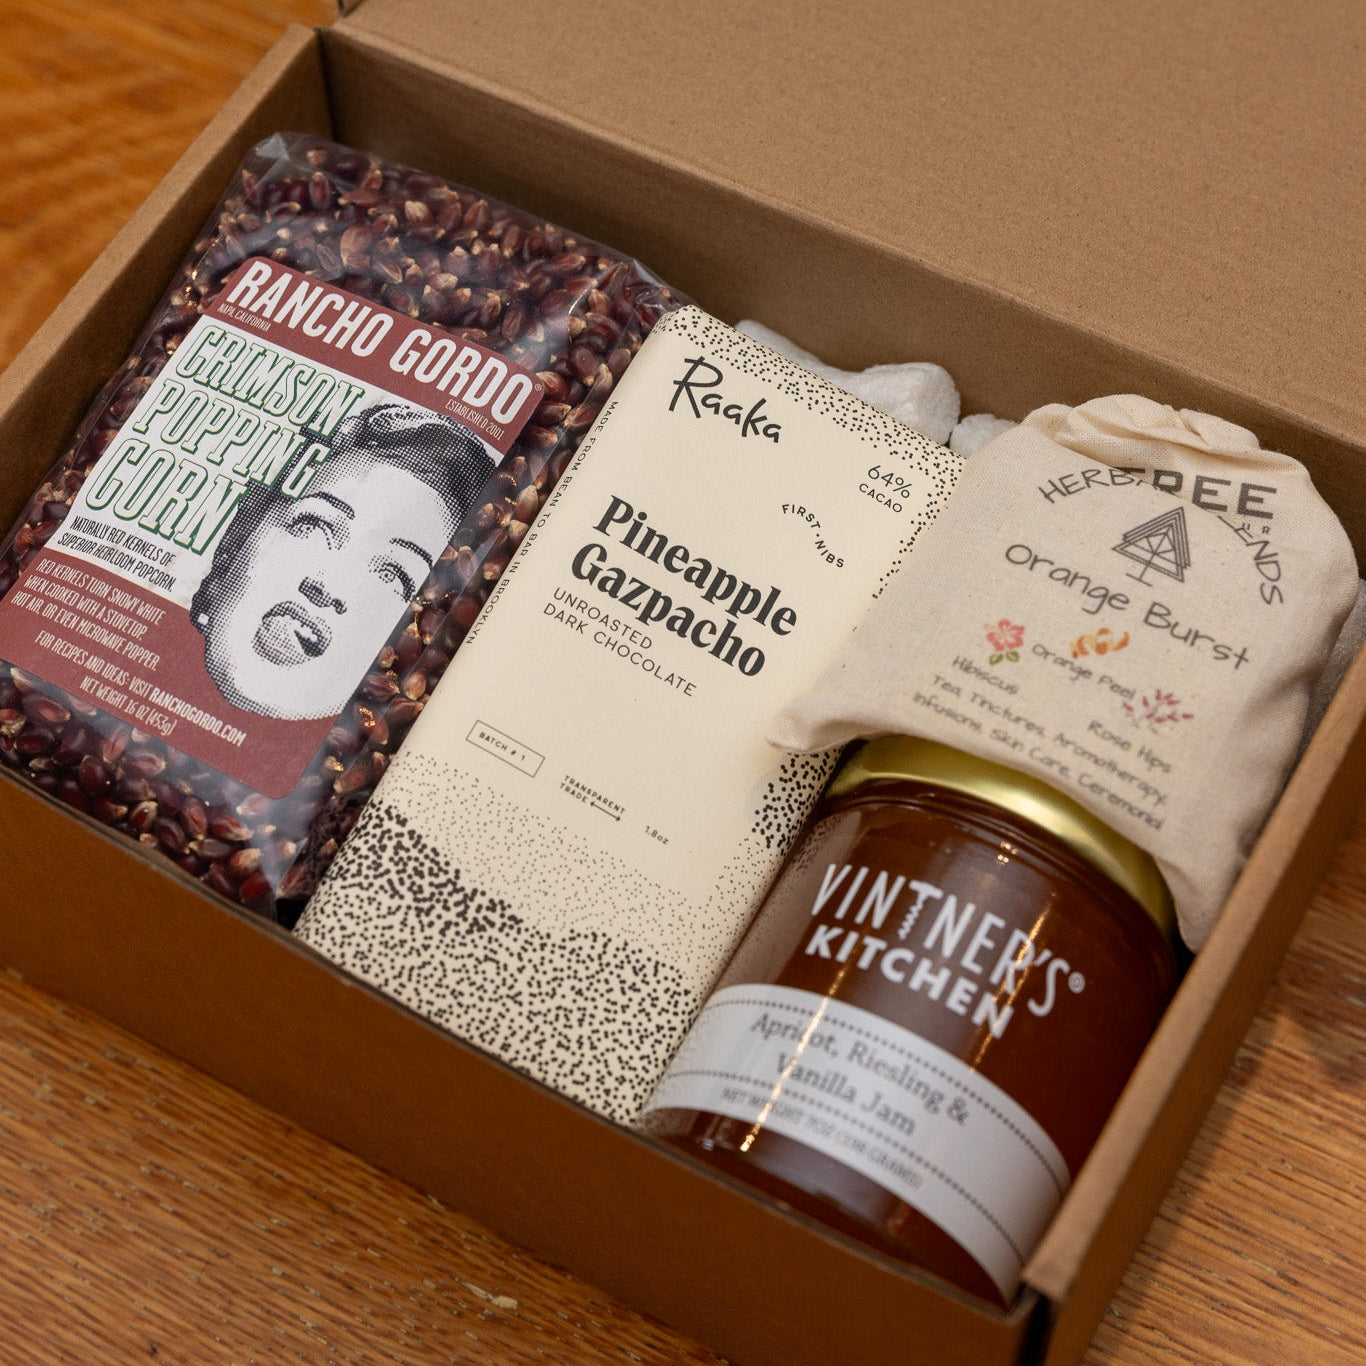 RANCHO GORDO®
NAPA, CALIFORNIA
ESTABLISHED 2001
CRIMSON
POPPING
CORN
NATURALLY RED KERNELS OF
SUPERIOR HEIRLOOM POPCORN.
RED KERNELS TURN SNOWY WHITE
WHEN COOKED WITH A STOVETOP,
HOT AIR, OR EVEN MICROWAVE POPPER.
FOR RECIPES AND IDEAS: VISIT RANCHOGORDO.COM
NET WEIGHT 16 OZ (453g)
MADE FROM BEAN TO BAR IN BROOKLYN
Raaka
64%
CACAO
FIRST NIBS
Pineapple
Gazpacho
UNROASTED
DARK CHOCOLATE
BATCH # 1
TRANSPARENT
TRADE
1.8oz
Orange Burst
Hibiscus
Orange Peel
Rose Hips
Tea, Tinctures, Aromatherapy,
Infusions, Skin Care, Ceremonial
VINTNER'S®
KITCHEN
Apricot, Riesling &
Vanilla Jam